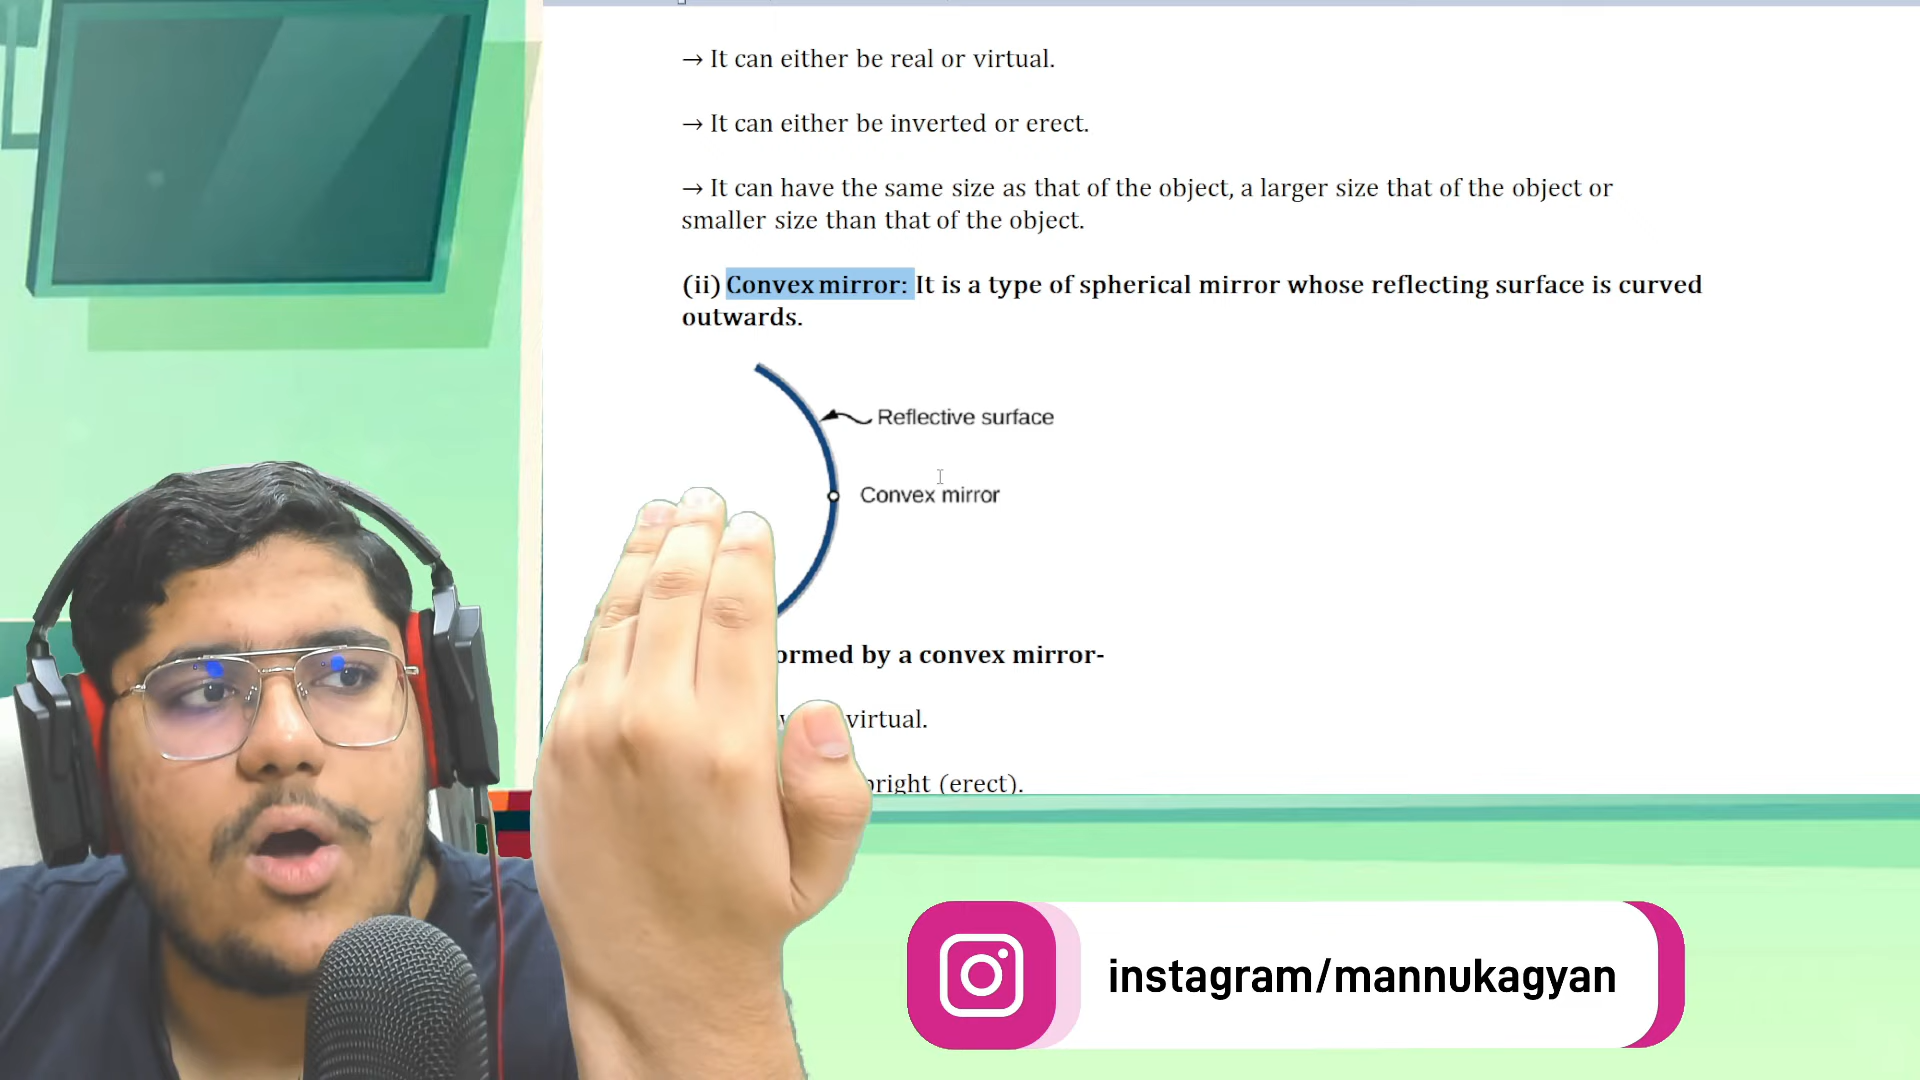 → It can either be real or virtual.
→ It can either be inverted or erect.
→ It can have the same size as that of the object, a larger size that of the object or
smaller size than that of the object.
(ii) Convex mirror: It is a type of spherical mirror whose reflecting surface is curved
outwards.
Reflective surface
Convex mirror
by a convex mirror-
virtual.
(erect).
instagram/mannukagyan